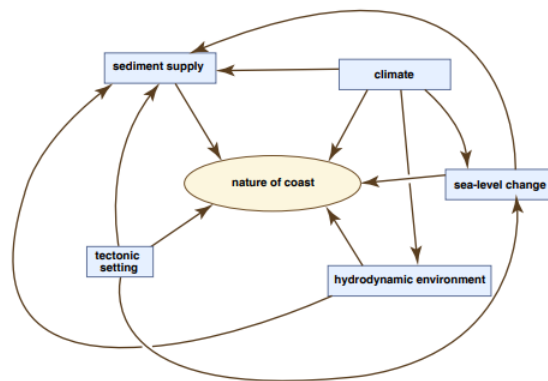 sediment supply
climate
nature of coast
sea-level change
tectonic
setting
hydrodynamic environment